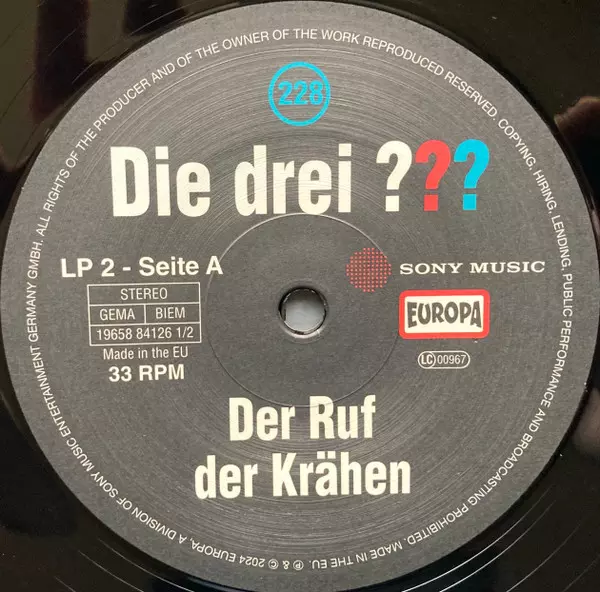 228
Die drei ???
LP 2 - Seite A
STEREO
GEMA BIEM
19658 84126 1/2
Made in the EU
33 RPM
SONY MUSIC
EUROPA
LC 00967
Der Ruf
der Krähen
℗ & © 2024 EUROPA, A DIVISION OF SONY MUSIC ENTERTAINMENT GERMANY GMBH. ALL RIGHTS OF THE PRODUCER AND OF THE OWNER OF THE WORK REPRODUCED RESERVED. COPYING, HIRING, LENDING, PUBLIC PERFORMANCE AND BROADCASTING PROHIBITED. MADE IN THE EU.